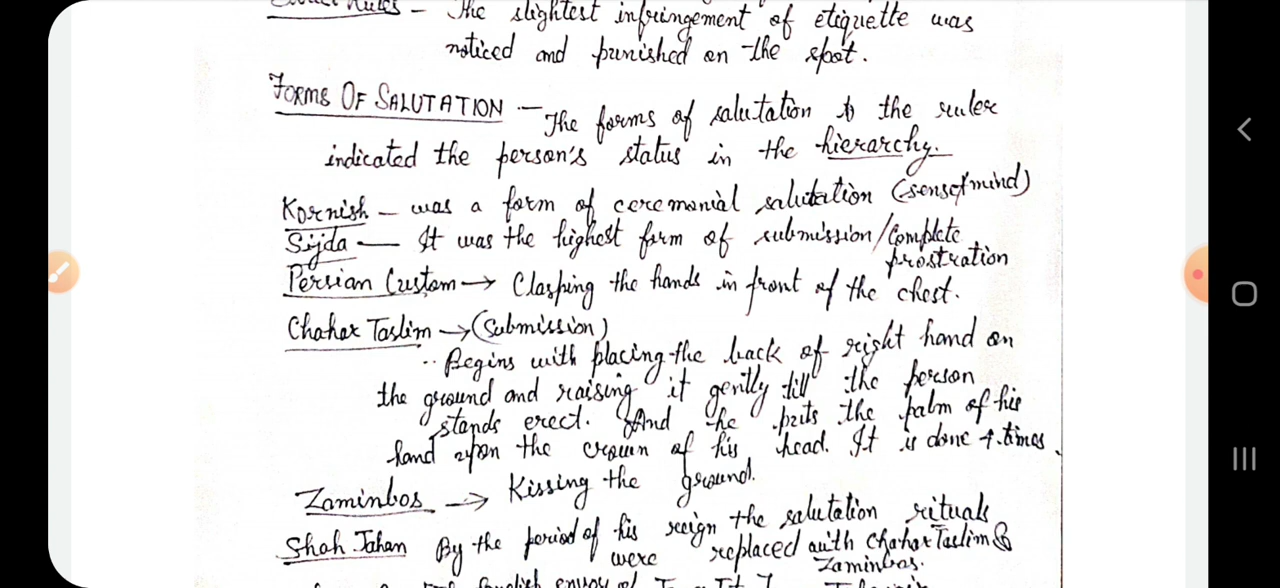 Rules – The slightest infringement of etiquette was
noticed and punished on the spot.
FORMS OF SALUTATION – The forms of salutation to the ruler
indicated the person's status in the hierarchy.
Kornish – was a form of ceremonial salutation (sense of mind)
Sijda – It was the highest form of submission/Complete
prostration
Persian Custom → Clasping the hands in front of the chest.
Chahar Taslim → (Submission)
.. Begins with placing the back of right hand on
the ground and raising it gently till the person
stands erect. And he puts the palm of his
hand upon the crown of his head. It is done 4 times.
Zaminbos → Kissing the ground.
Shah Jahan By the period of his reign the salutation rituals
were replaced with Chahar Taslim &
Zaminbos.
English envoy of